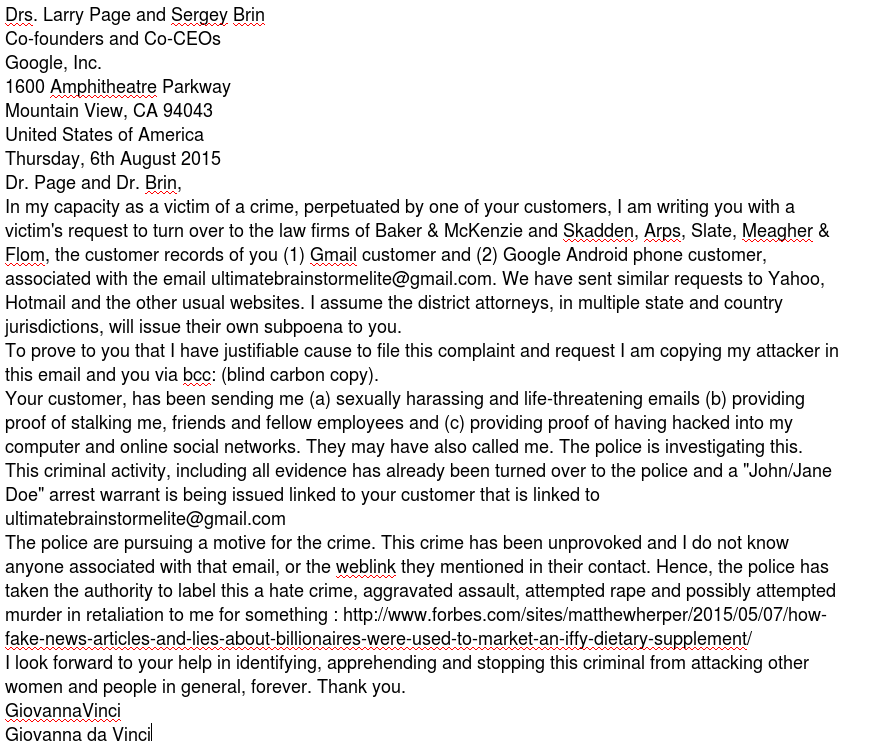 Drs. Larry Page and Sergey Brin
Co-founders and Co-CEOs
Google, Inc.
1600 Amphitheatre Parkway
Mountain View, CA 94043
United States of America
Thursday, 6th August 2015
Dr. Page and Dr. Brin,
In my capacity as a victim of a crime, perpetuated by one of your customers, I am writing you with a
victim's request to turn over to the law firms of Baker & McKenzie and Skadden, Arps, Slate, Meagher &
Flom, the customer records of you (1) Gmail customer and (2) Google Android phone customer,
associated with the email ultimatebrainstormelite@gmail.com. We have sent similar requests to Yahoo,
Hotmail and the other usual websites. I assume the district attorneys, in multiple state and country
jurisdictions, will issue their own subpoena to you.
To prove to you that I have justifiable cause to file this complaint and request I am copying my attacker in
this email and you via bcc: (blind carbon copy).
Your customer, has been sending me (a) sexually harassing and life-threatening emails (b) providing
proof of stalking me, friends and fellow employees and (c) providing proof of having hacked into my
computer and online social networks. They may have also called me. The police is investigating this.
This criminal activity, including all evidence has already been turned over to the police and a "John/Jane
Doe" arrest warrant is being issued linked to your customer that is linked to
ultimatebrainstormelite@gmail.com
The police are pursuing a motive for the crime. This crime has been unprovoked and I do not know
anyone associated with that email, or the weblink they mentioned in their contact. Hence, the police has
taken the authority to label this a hate crime, aggravated assault, attempted rape and possibly attempted
murder in retaliation to me for something : http://www.forbes.com/sites/matthewherper/2015/05/07/how-
fake-news-articles-and-lies-about-billionaires-were-used-to-market-an-iffy-dietary-supplement/
I look forward to your help in identifying, apprehending and stopping this criminal from attacking other
women and people in general, forever. Thank you.
GiovannaVinci
Giovanna da Vinci